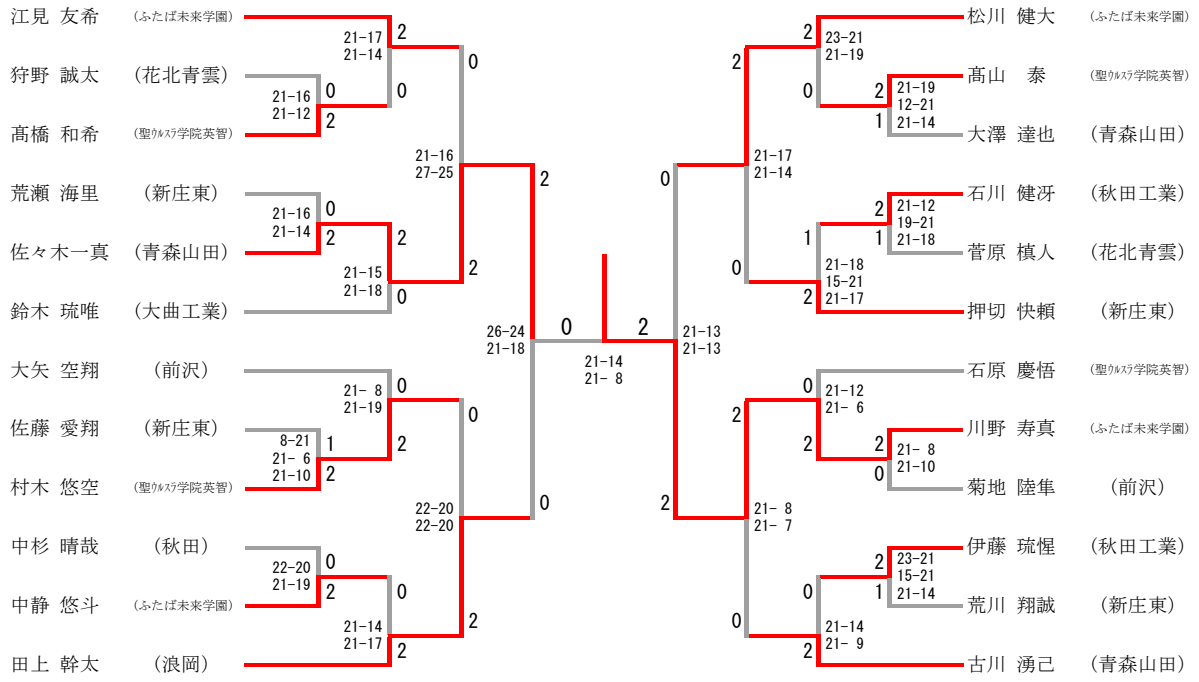 江見 友希 (ふたば未来学園)
狩野 誠太 (花北青雲)
髙橋 和希 (聖ｳﾙｽﾗ学院英智)
荒瀬 海里 (新庄東)
佐々木一真 (青森山田)
鈴木 琉唯 (大曲工業)
大矢 空翔 (前沢)
佐藤 愛翔 (新庄東)
村木 悠空 (聖ｳﾙｽﾗ学院英智)
中杉 晴哉 (秋田)
中静 悠斗 (ふたば未来学園)
田上 幹太 (浪岡)
21-17 2
21-14
0
21-16 0
21-12 2
0
21-16
27-25
21-16 0
21-14 2
2
21-15
21-18 0
2
2
26-24
21-18
0
21- 8 0
21-19
2
8-21 1
21- 6
21-10 2
0
22-20
22-20
22-20 0
21-19 2
0
21-14
21-17 2
2
0
0 2
21-14
21- 8
松川 健大 (ふたば未来学園)
髙山 泰 (聖ｳﾙｽﾗ学院英智)
大澤 達也 (青森山田)
石川 健冴 (秋田工業)
菅原 槙人 (花北青雲)
押切 快頼 (新庄東)
石原 慶悟 (聖ｳﾙｽﾗ学院英智)
川野 寿真 (ふたば未来学園)
菊地 陸隼 (前沢)
伊藤 琉惺 (秋田工業)
荒川 翔誠 (新庄東)
古川 湧己 (青森山田)
2 23-21
21-19
0
2 21-19
12-21
1 21-14
2
21-17
21-14
0
0
2 21-12
19-21
1 21-18
1
21-18
15-21
2 21-17
21-13
21-13
2
0 21-12
21- 6
2
2 21- 8
0 21-10
2
21- 8
21- 7
0
2 23-21
15-21
1 21-14
0
21-14
2 21- 9